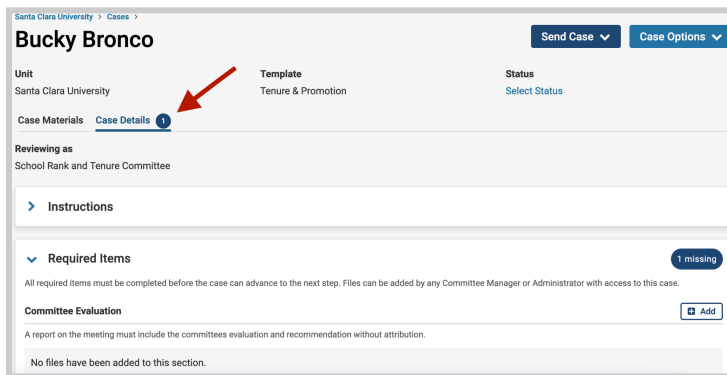 Santa Clara University > Cases >
Bucky Bronco
Send Case
Case Options
Unit
Template
Status
Santa Clara University
Tenure & Promotion
Select Status
Case Materials
Case Details 1
Reviewing as
School Rank and Tenure Committee
Instructions
Required Items
1 missing
All required items must be completed before the case can advance to the next step. Files can be added by any Committee Manager or Administrator with access to this case.
Committee Evaluation
Add
A report on the meeting must include the committees evaluation and recommendation without attribution.
No files have been added to this section.